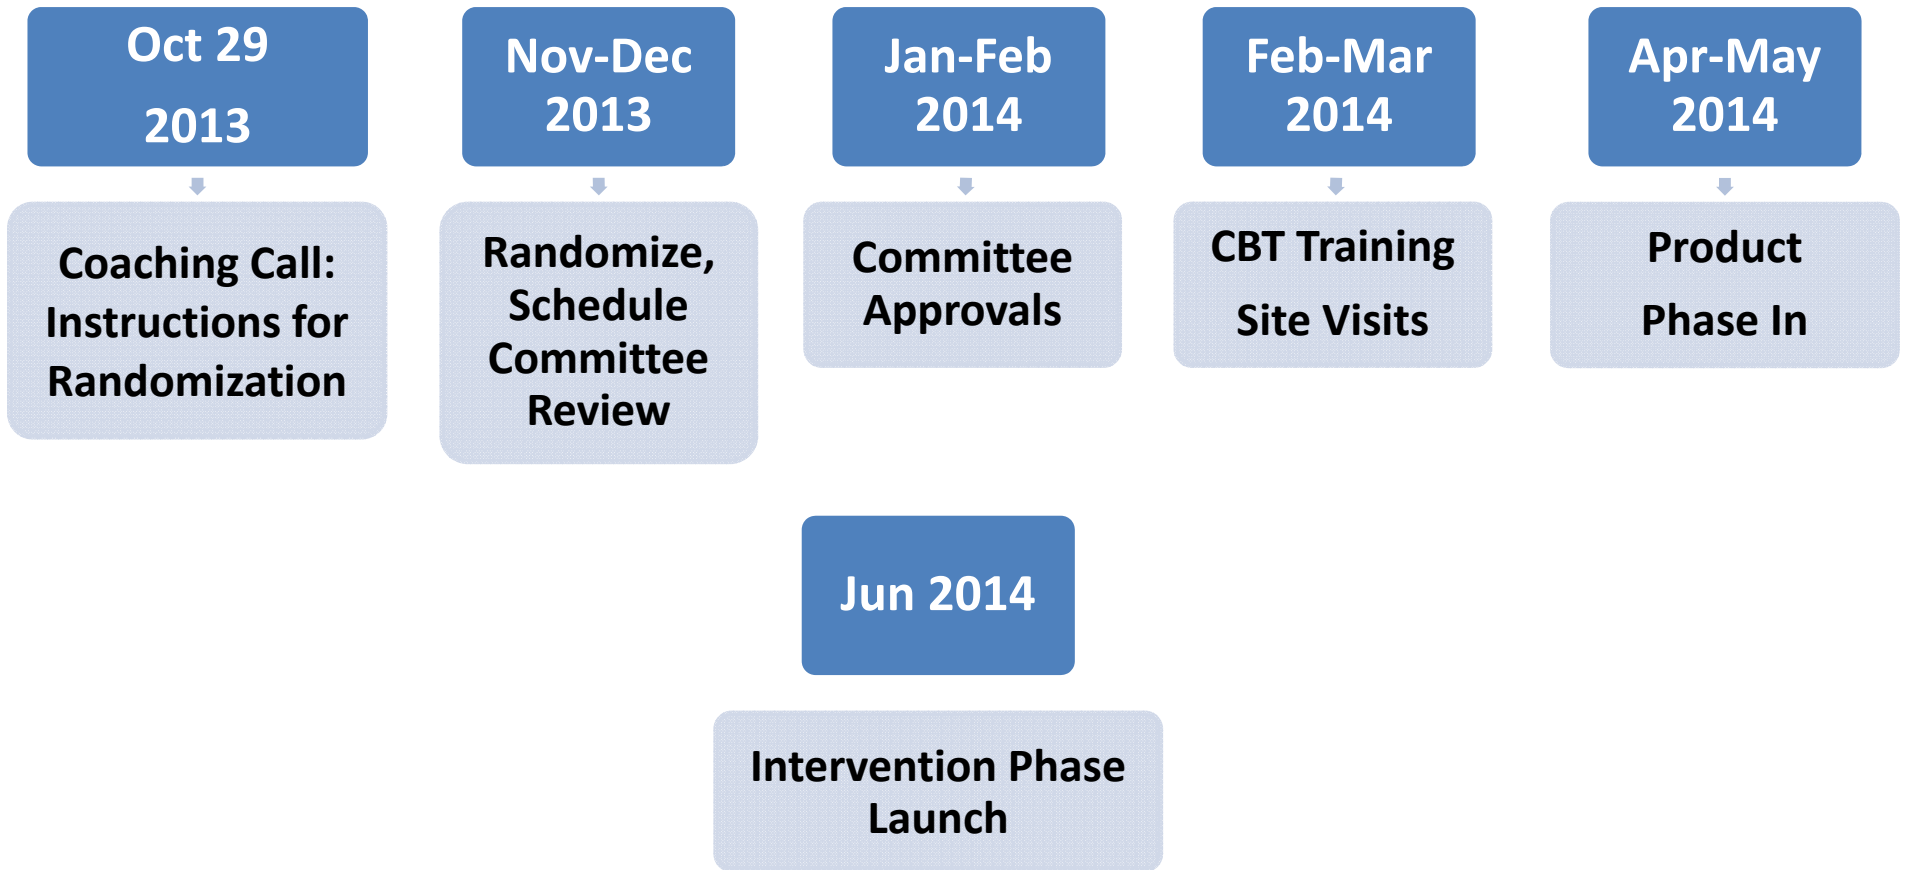 Oct 29
2013
Nov-Dec
2013
Jan-Feb
2014
Feb-Mar
2014
Apr-May
2014
Coaching Call:
Instructions for
Randomization
Randomize,
Schedule
Committee
Review
Committee
Approvals
CBT Training
Site Visits
Product
Phase In
Jun 2014
Intervention Phase
Launch